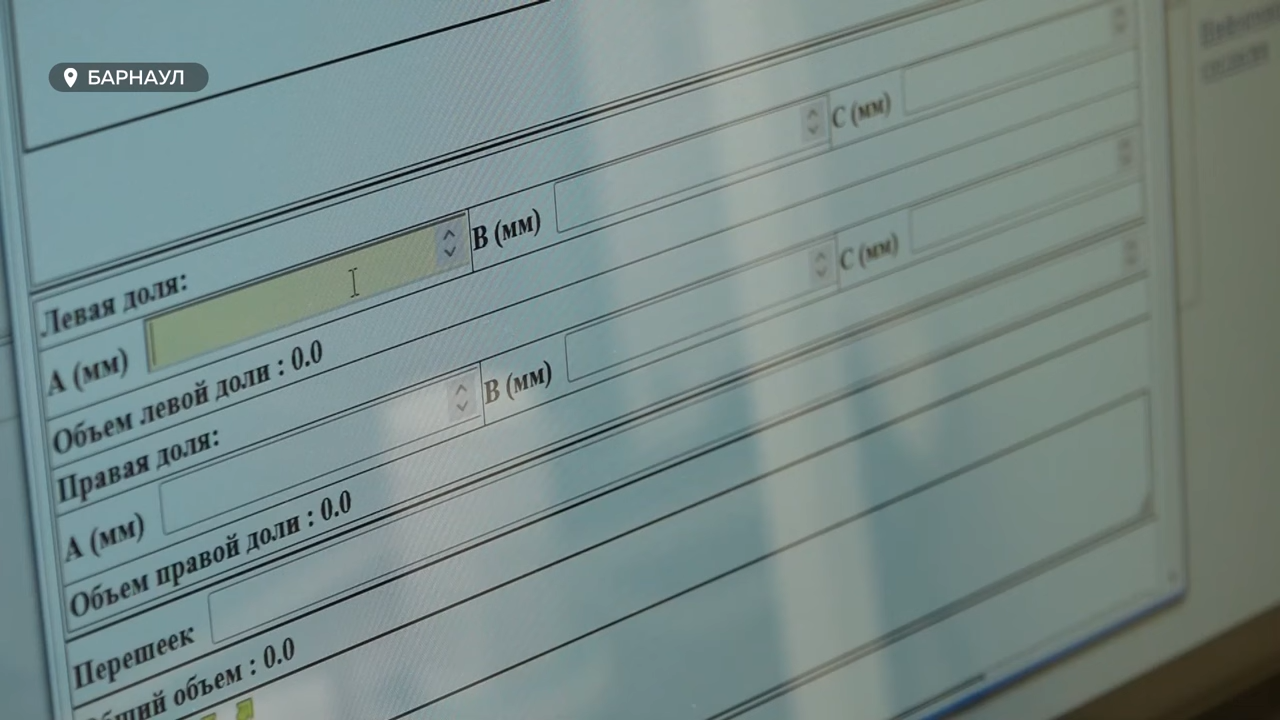 БАРНАУЛ
Левая доля:
A (мм) B (мм) C (мм)
Объем левой доли : 0.0
Правая доля:
A (мм) B (мм) C (мм)
Объем правой доли : 0.0
Перешеек
Общий объем : 0.0